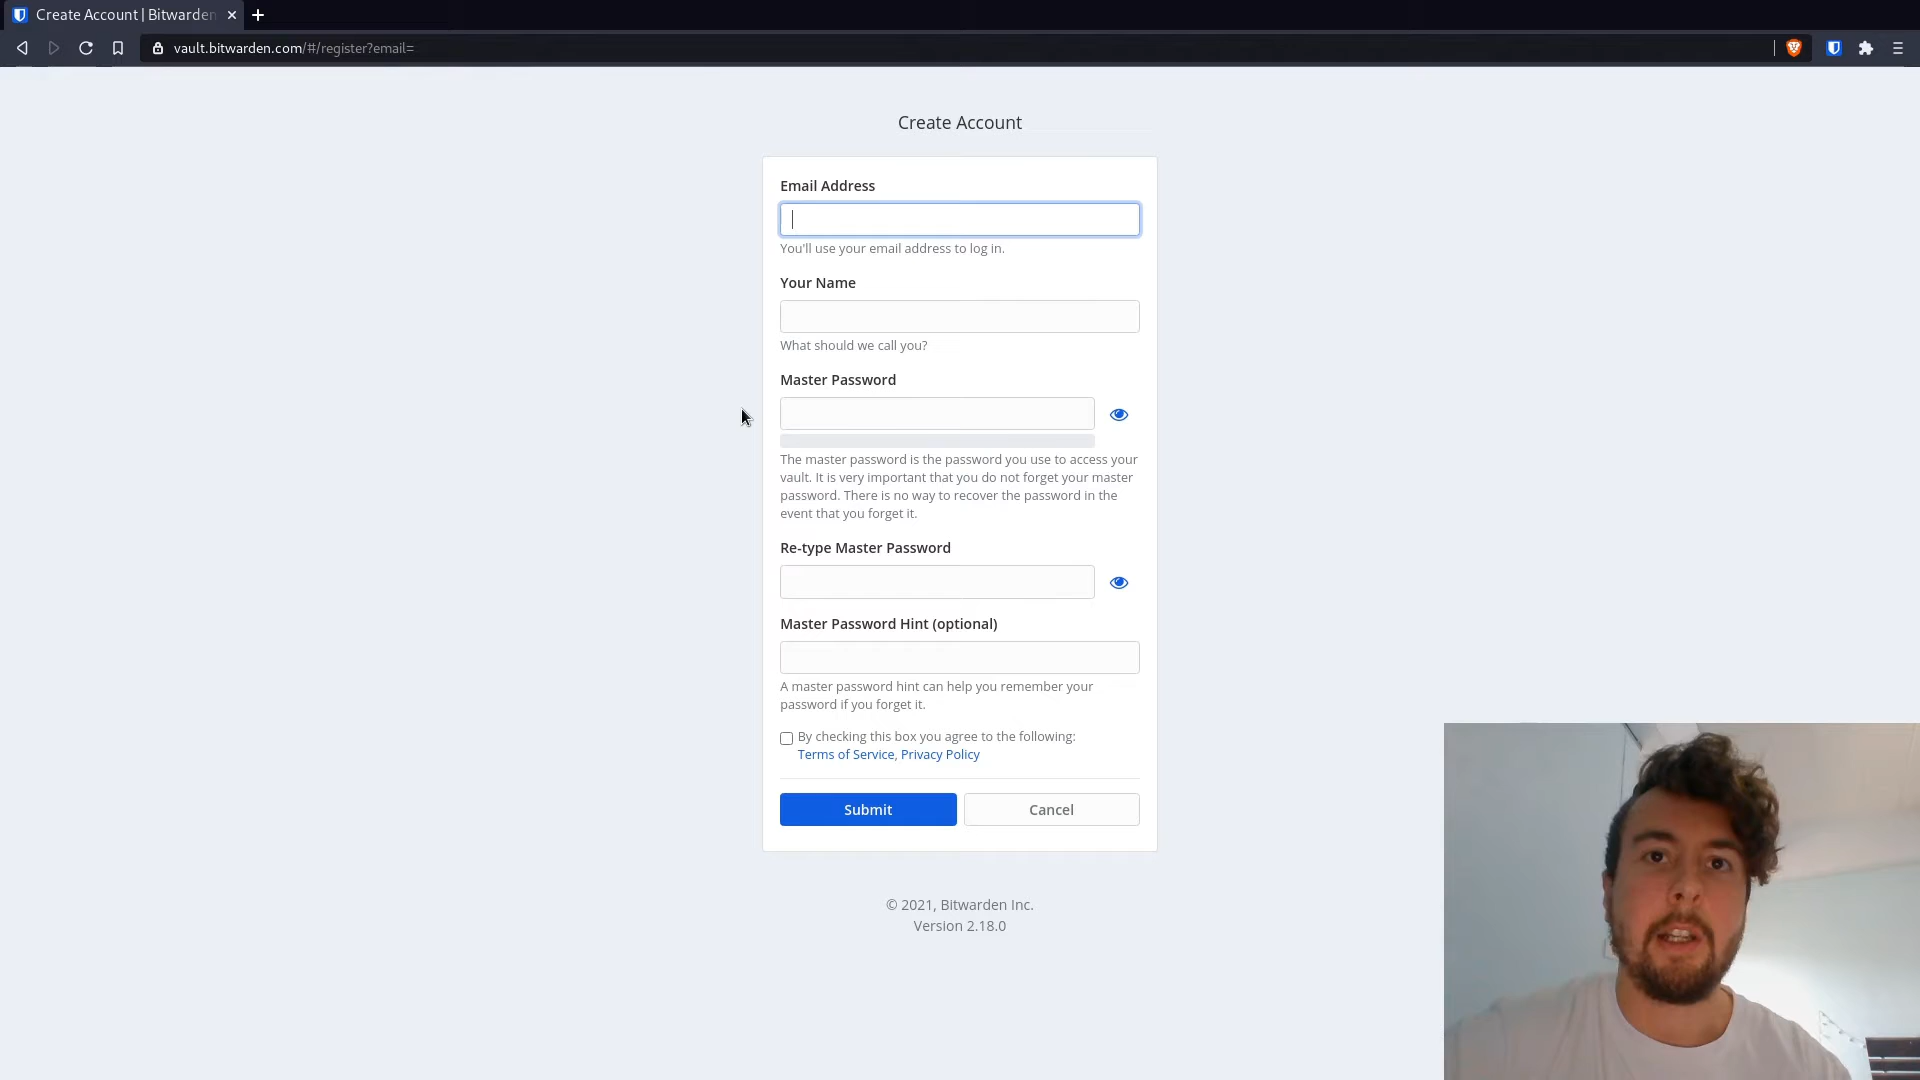 Create Account | Bitwarden
vault.bitwarden.com/#/register?email=
Create Account
Email Address
You'll use your email address to log in.
Your Name
What should we call you?
Master Password
The master password is the password you use to access your
vault. It is very important that you do not forget your master
password. There is no way to recover the password in the
event that you forget it.
Re-type Master Password
Master Password Hint (optional)
A master password hint can help you remember your
password if you forget it.
By checking this box you agree to the following:
Terms of Service, Privacy Policy
Submit Cancel
© 2021, Bitwarden Inc.
Version 2.18.0